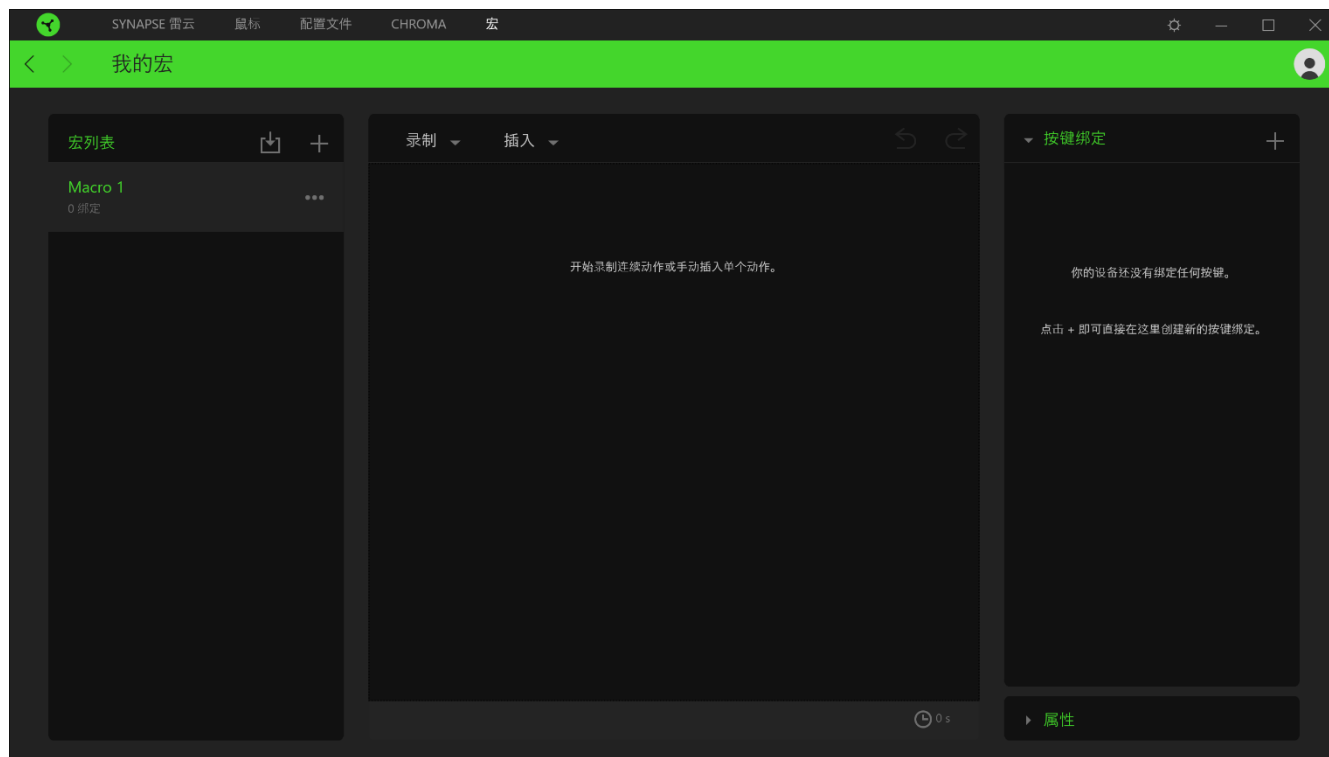 SYNAPSE 雷云 鼠标 配置文件 CHROMA 宏
我的宏
宏列表
Macro 1
0 绑定
录制 插入
开始录制连续动作或手动插入单个动作。
0 s
按键绑定
你的设备还没有绑定任何按键。
点击 + 即可直接在这里创建新的按键绑定。
属性